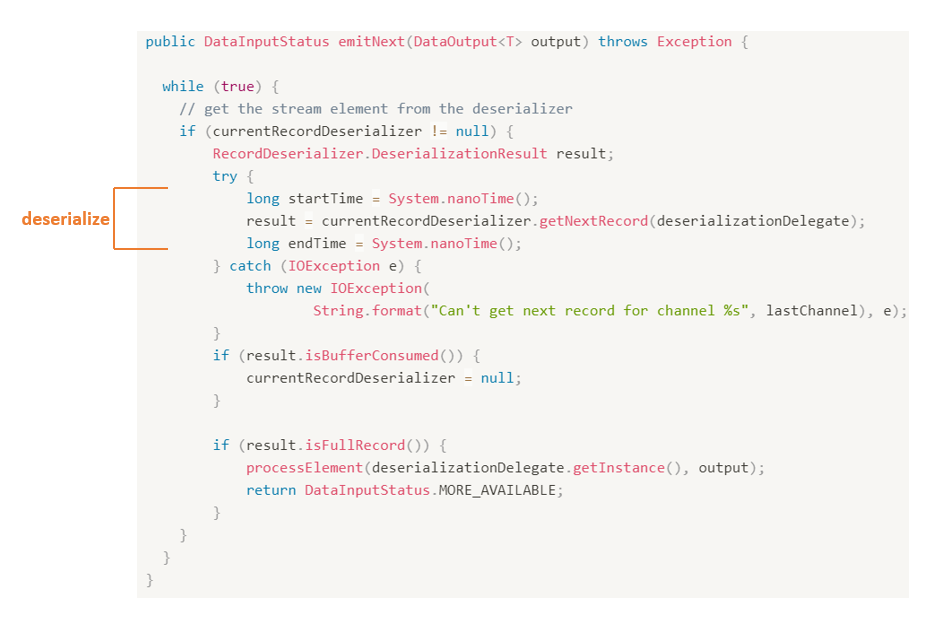 public DataInputStatus emitNext(DataOutput<T> output) throws Exception {
while (true) {
// get the stream element from the deserializer
if (currentRecordDeserializer != null) {
RecordDeserializer.DeserializationResult result;
try {
long startTime = System.nanoTime();
deserialize
result = currentRecordDeserializer.getNextRecord(deserializationDelegate);
long endTime = System.nanoTime();
} catch (IOException e) {
throw new IOException(
String.format("Can't get next record for channel %s", lastChannel), e);
}
if (result.isBufferConsumed()) {
currentRecordDeserializer = null;
}
if (result.isFullRecord()) {
processElement(deserializationDelegate.getInstance(), output);
return DataInputStatus.MORE_AVAILABLE;
}
}
}
}